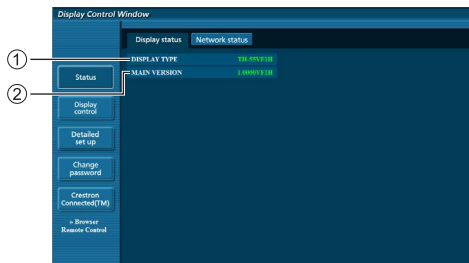 Display Control Window
Display status Network status
① DISPLAY TYPE TH-55VF1H
② MAIN VERSION 1.0000VF1H
Status
Display
control
Detailed
set up
Change
password
Crestron
Connected(TM)
» Browser
Remote Control